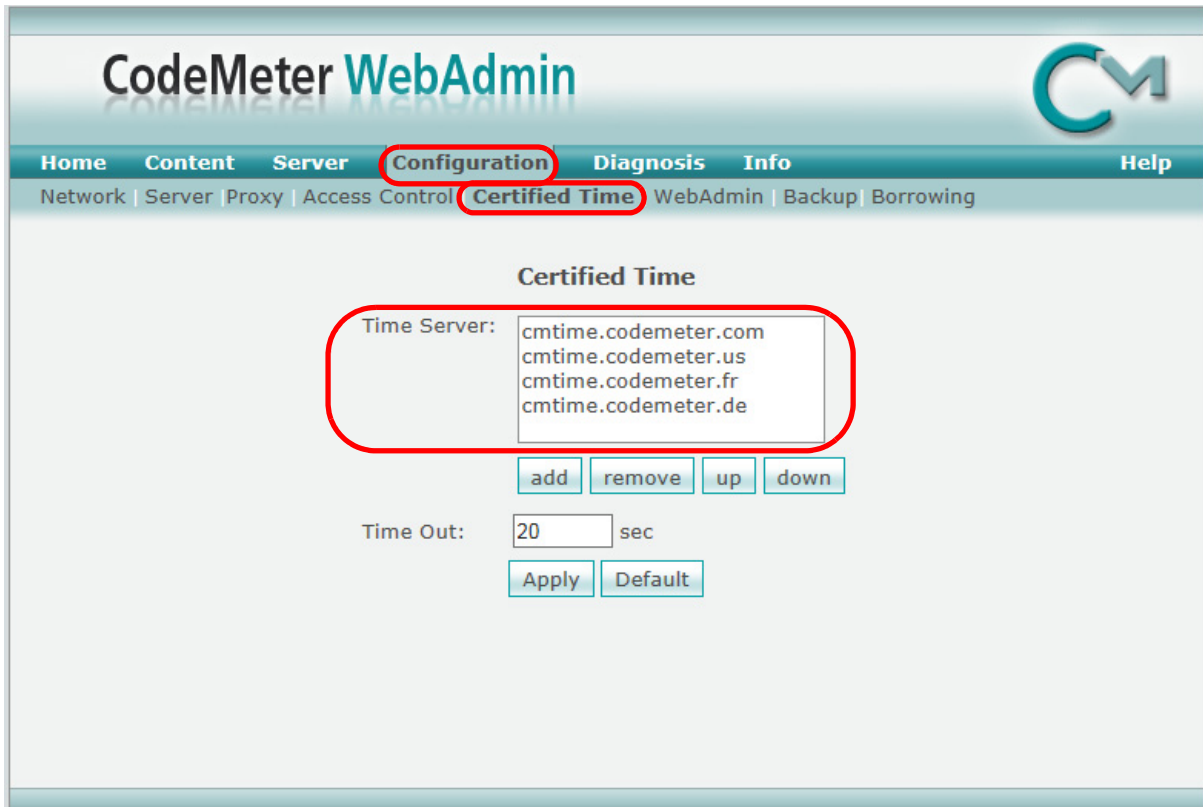 CodeMeter WebAdmin
CM
Home Content Server Configuration Diagnosis Info Help
Network | Server |Proxy | Access Control | Certified Time | WebAdmin | Backup| Borrowing
Certified Time
Time Server:
cmtime.codemeter.com
cmtime.codemeter.us
cmtime.codemeter.fr
cmtime.codemeter.de
add remove up down
Time Out: 20 sec
Apply Default